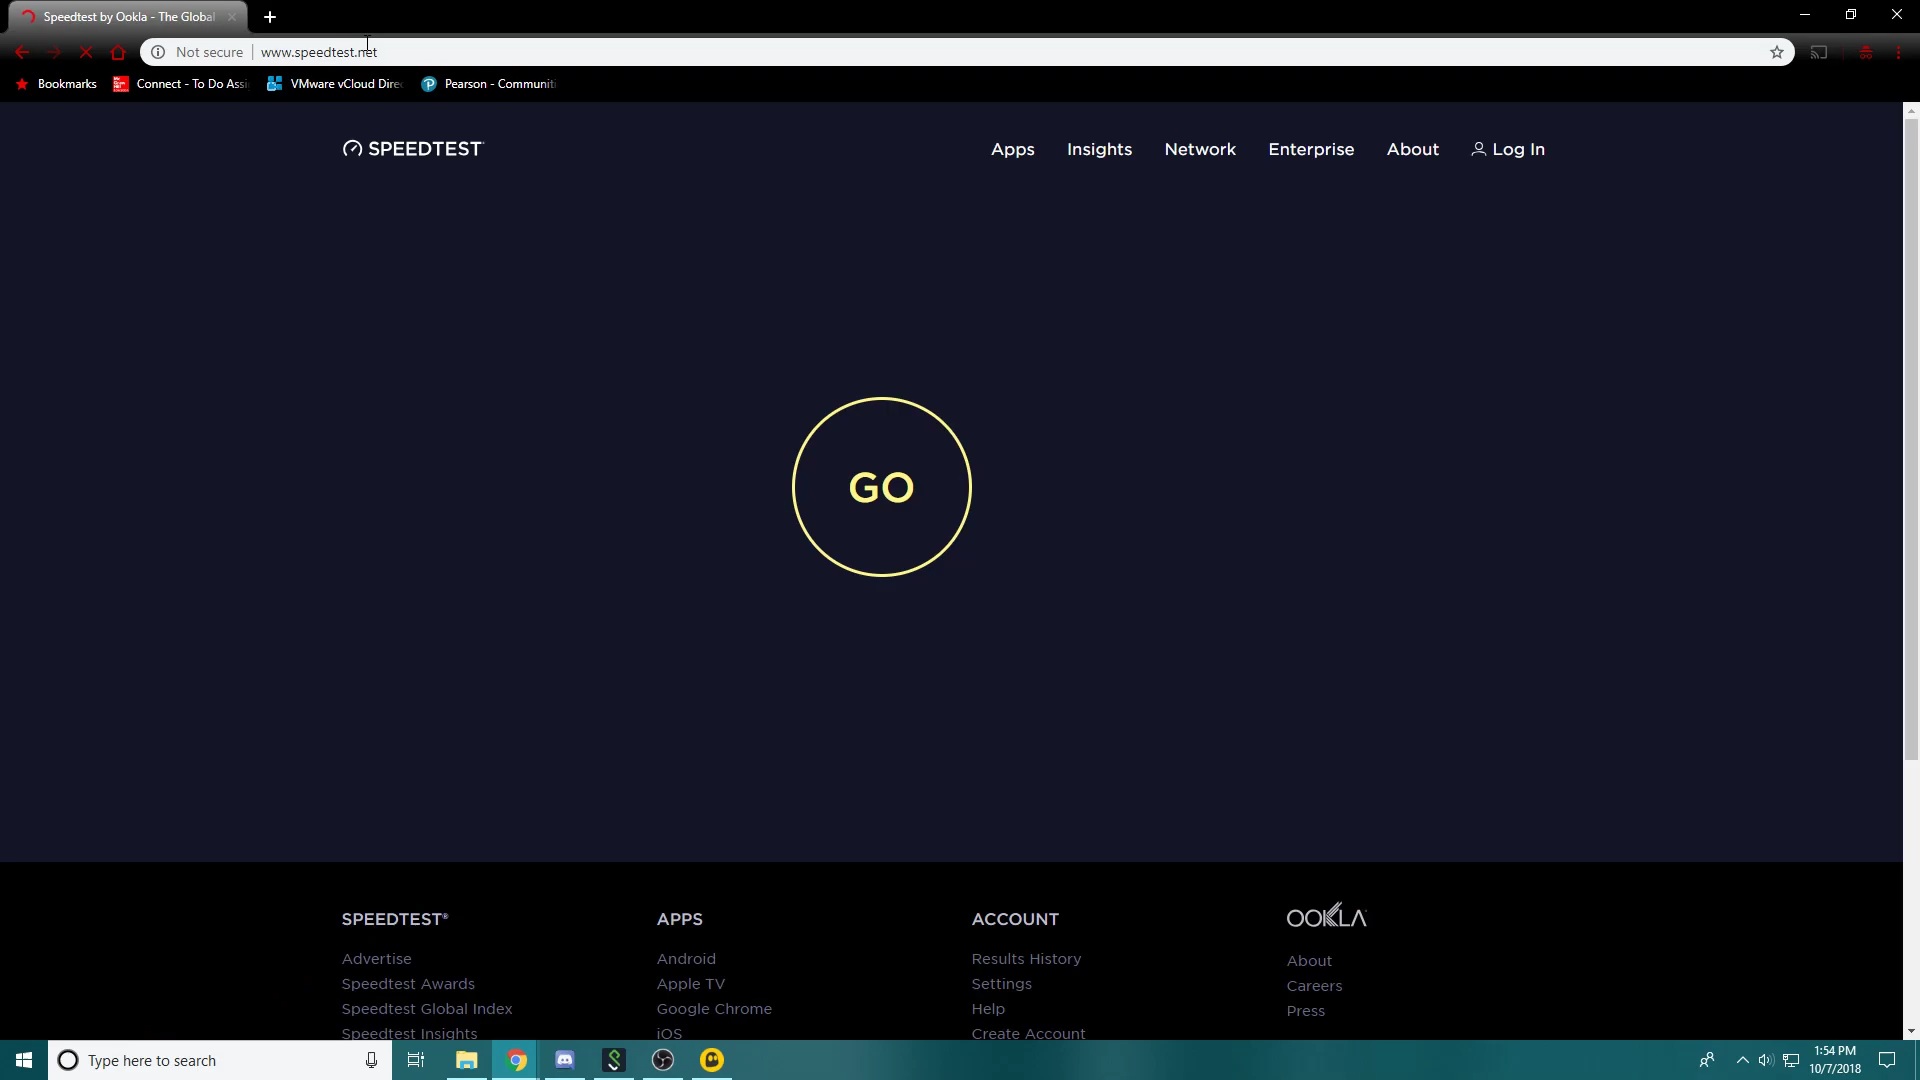 Speedtest by Ookla - The Global
Not secure | www.speedtest.net
Bookmarks
Connect - To Do Assi
VMware vCloud Dire
Pearson - Communit
SPEEDTEST
Apps
Insights
Network
Enterprise
About
Log In
GO
SPEEDTEST®
APPS
ACCOUNT
OOKLA
Advertise
Android
Results History
About
Speedtest Awards
Apple TV
Settings
Careers
Speedtest Global Index
Google Chrome
Help
Press
Speedtest Insights
iOS
Create Account
Type here to search
1:54 PM
10/7/2018